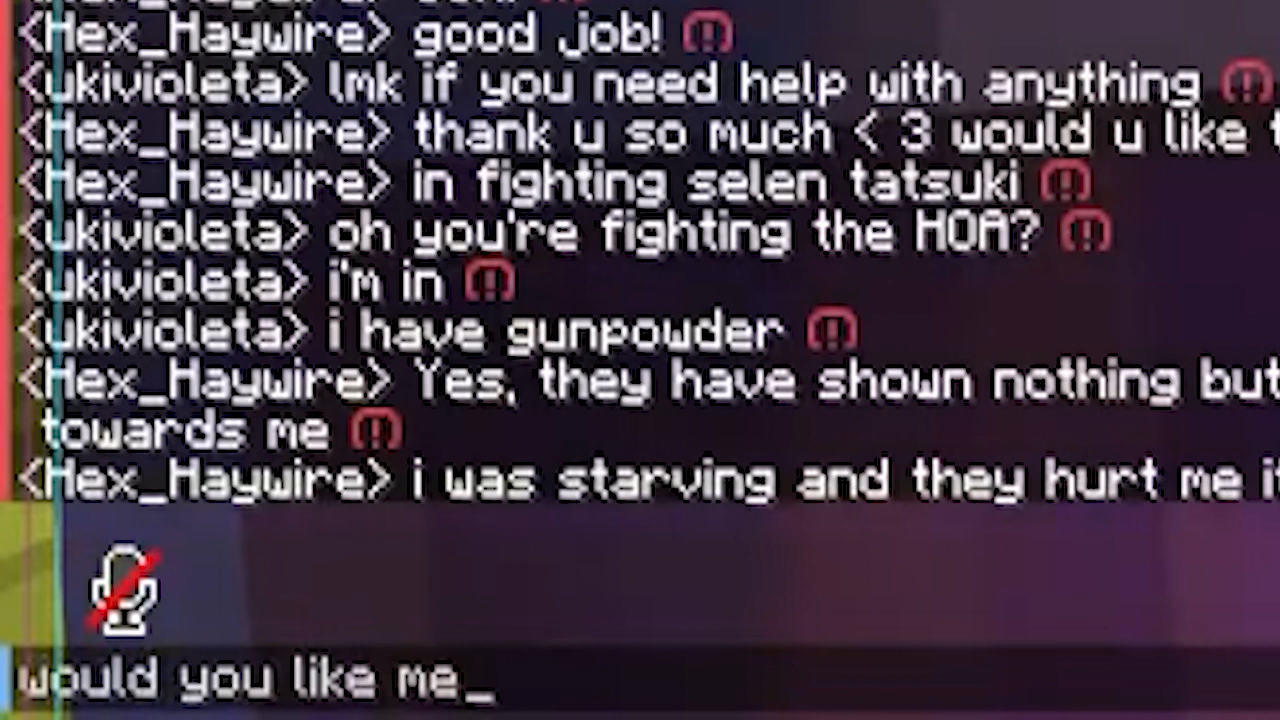 <Hex_Haywire> good job!
<ukivioleta> lmk if you need help with anything
<Hex_Haywire> thank u so much < 3 would u like
<Hex_Haywire> in fighting selen tatsuki
<ukivioleta> oh you're fighting the HOA?
<ukivioleta> i'm in
<ukivioleta> i have gunpowder
<Hex_Haywire> Yes, they have shown nothing but
towards me
<Hex_Haywire> i was starving and they hurt me
would you like me_